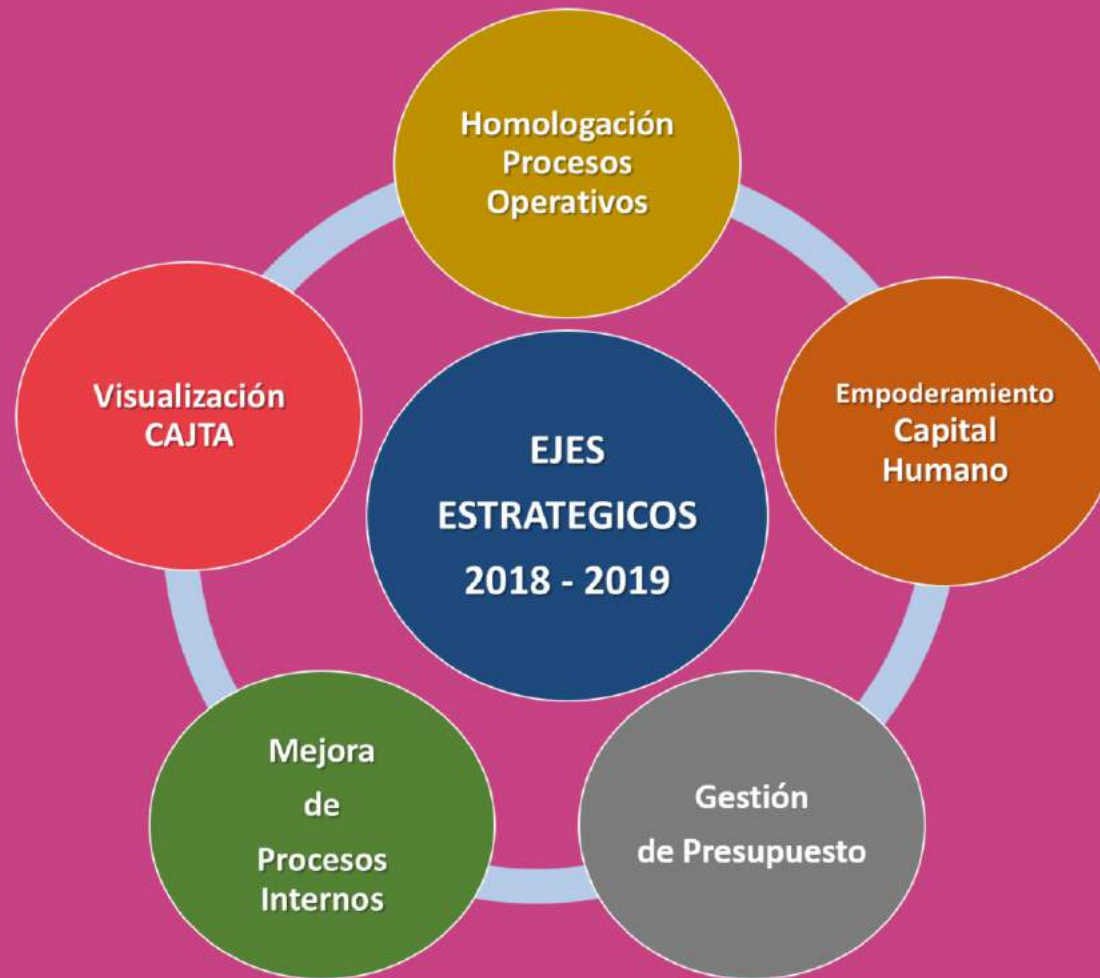 Homologación
Procesos
Operativos
Empoderamiento
Capital
Humano
Gestión
de Presupuesto
Mejora
de
Procesos
Internos
Visualización
CAJTA
EJES
ESTRATEGICOS
2018 - 2019